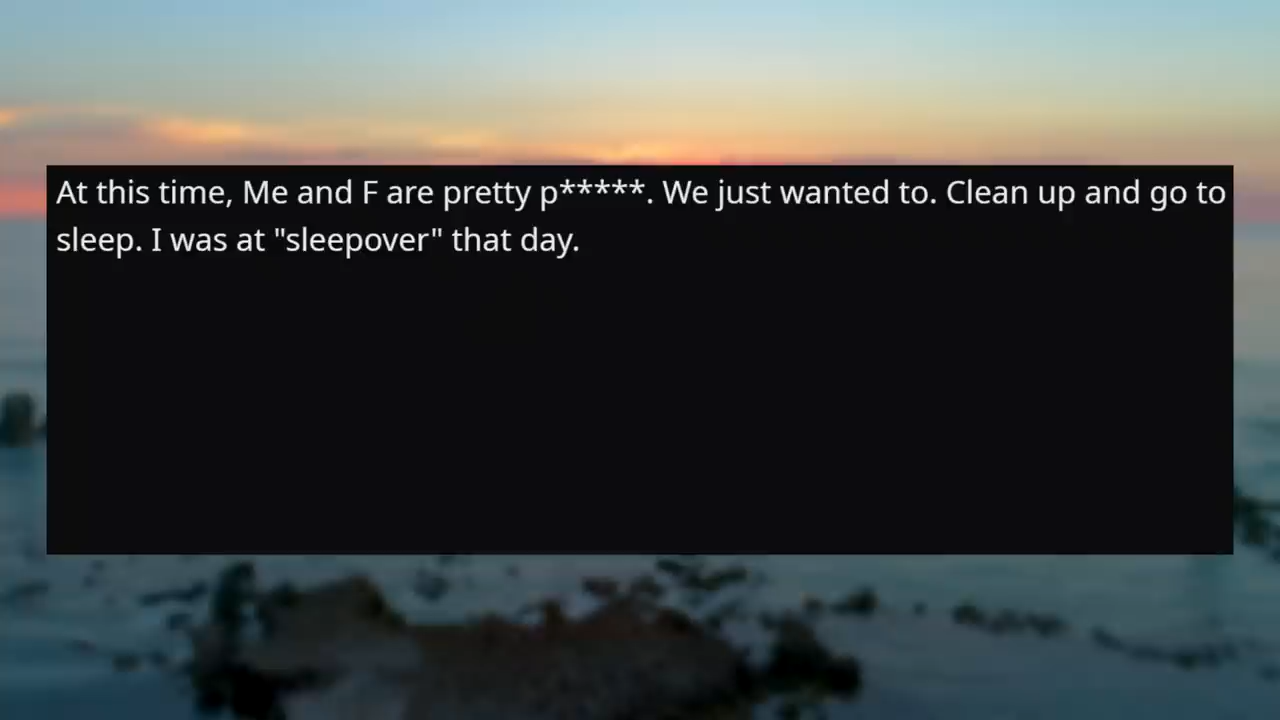 At this time, Me and F are pretty p*****. We just wanted to. Clean up and go to
sleep. I was at "sleepover" that day.